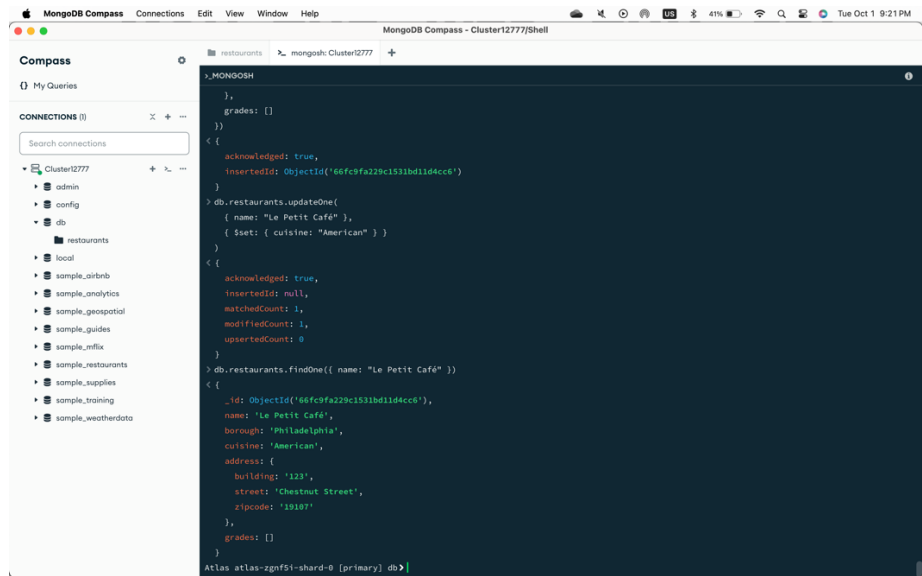 MongoDB Compass Connections Edit View Window Help
US
41%
Tue Oct 1 9:21 PM
MongoDB Compass - Cluster12777/Shell
Compass
{} My Queries
CONNECTIONS (1)
Search connections
Cluster12777
admin
config
db
restaurants
local
sample_airbnb
sample_analytics
sample_geospatial
sample_guides
sample_mflix
sample_restaurants
sample_supplies
sample_training
sample_weatherdata
restaurants
>_ mongosh: Cluster12777 +
>_MONGOSH
},
grades: []
})
< {
acknowledged: true,
insertedId: ObjectId('66fc9fa229c1531bd11d4cc6')
}
> db.restaurants.updateOne(
{ name: "Le Petit Café" },
{ $set: { cuisine: "American" } }
)
< {
acknowledged: true,
insertedId: null,
matchedCount: 1,
modifiedCount: 1,
upsertedCount: 0
}
> db.restaurants.findOne({ name: "Le Petit Café" })
< {
_id: ObjectId('66fc9fa229c1531bd11d4cc6'),
name: 'Le Petit Café',
borough: 'Philadelphia',
cuisine: 'American',
address: {
building: '123',
street: 'Chestnut Street',
zipcode: '19107'
},
grades: []
}
Atlas atlas-zgnf5i-shard-0 [primary] db>